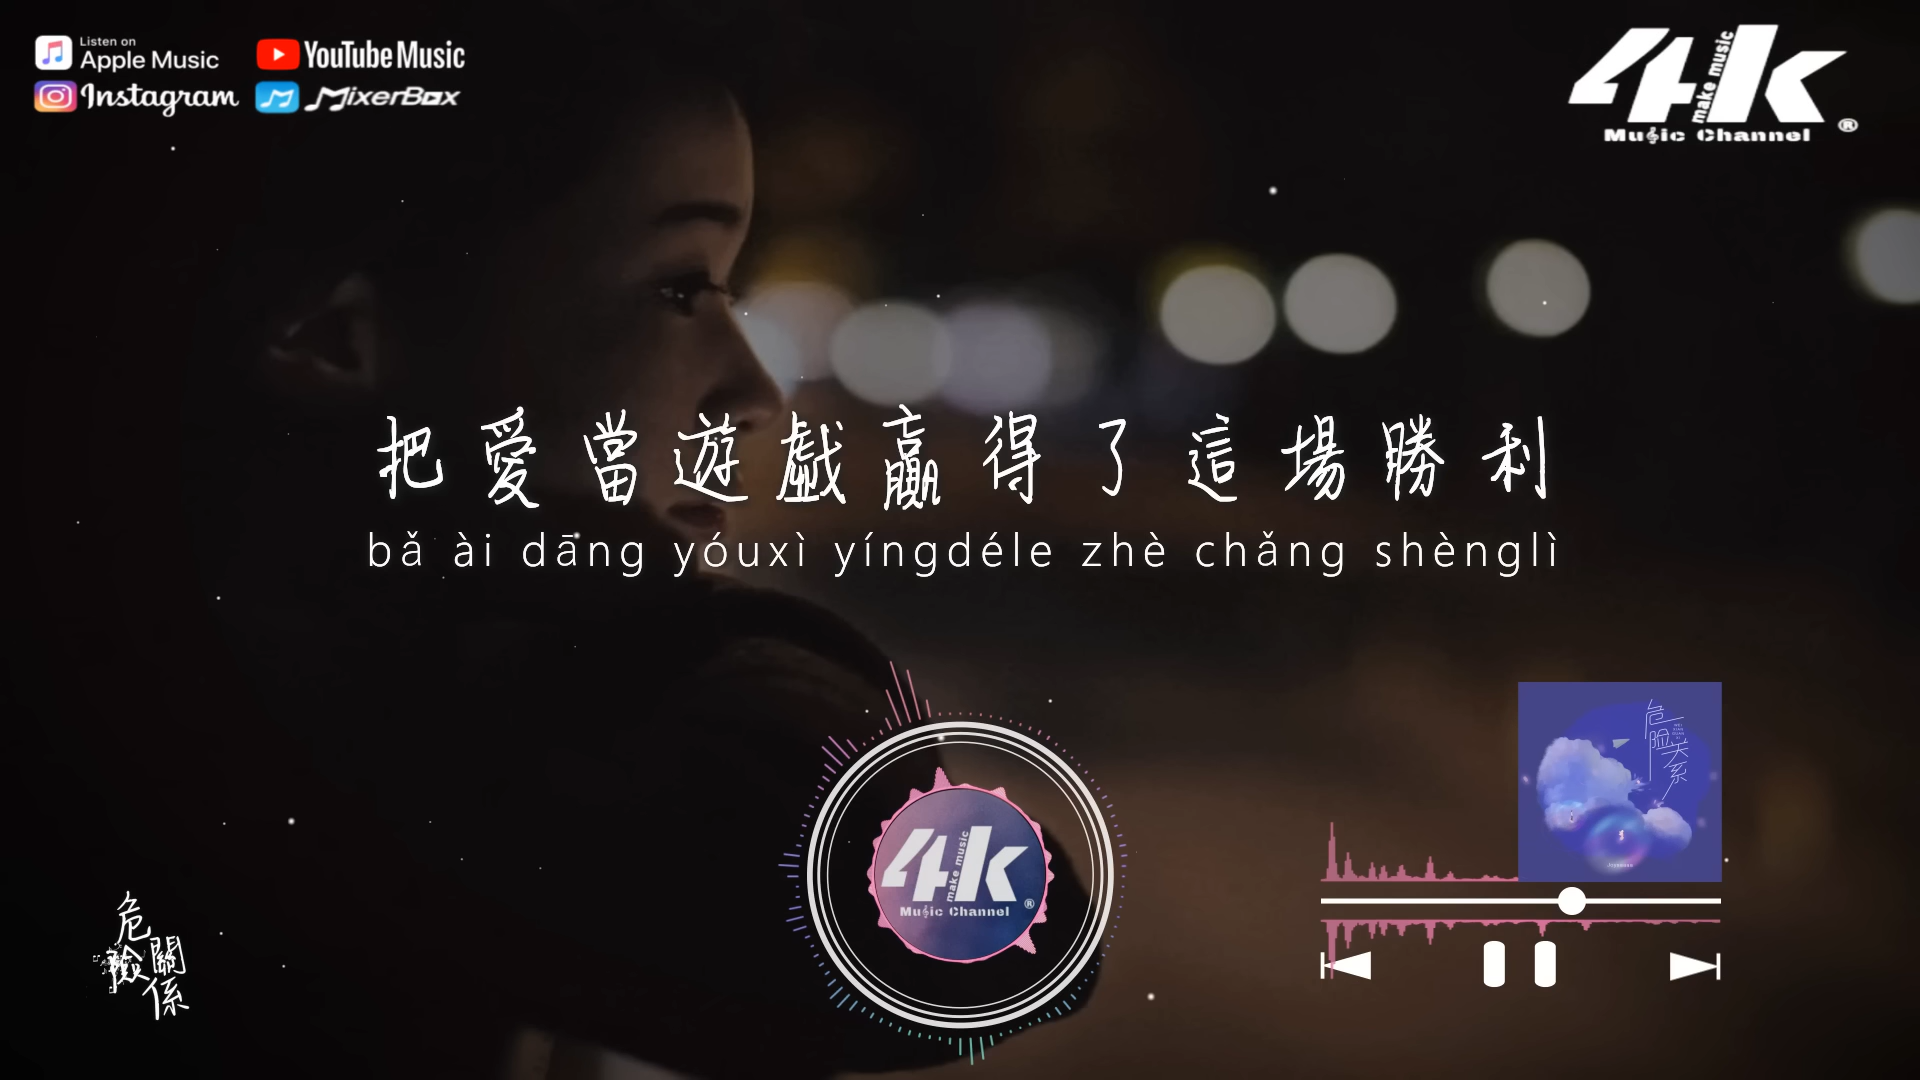 Listen on
Apple Music
YouTube Music
Instagram
MixerBox
4k
make music
Music Channel
®
把愛當遊戲贏得了這場勝利
bǎ ài dāng yóuxì yíngdéle zhè chǎng shènglì
危险关系
4k
make music
Music Channel
®
危險關係